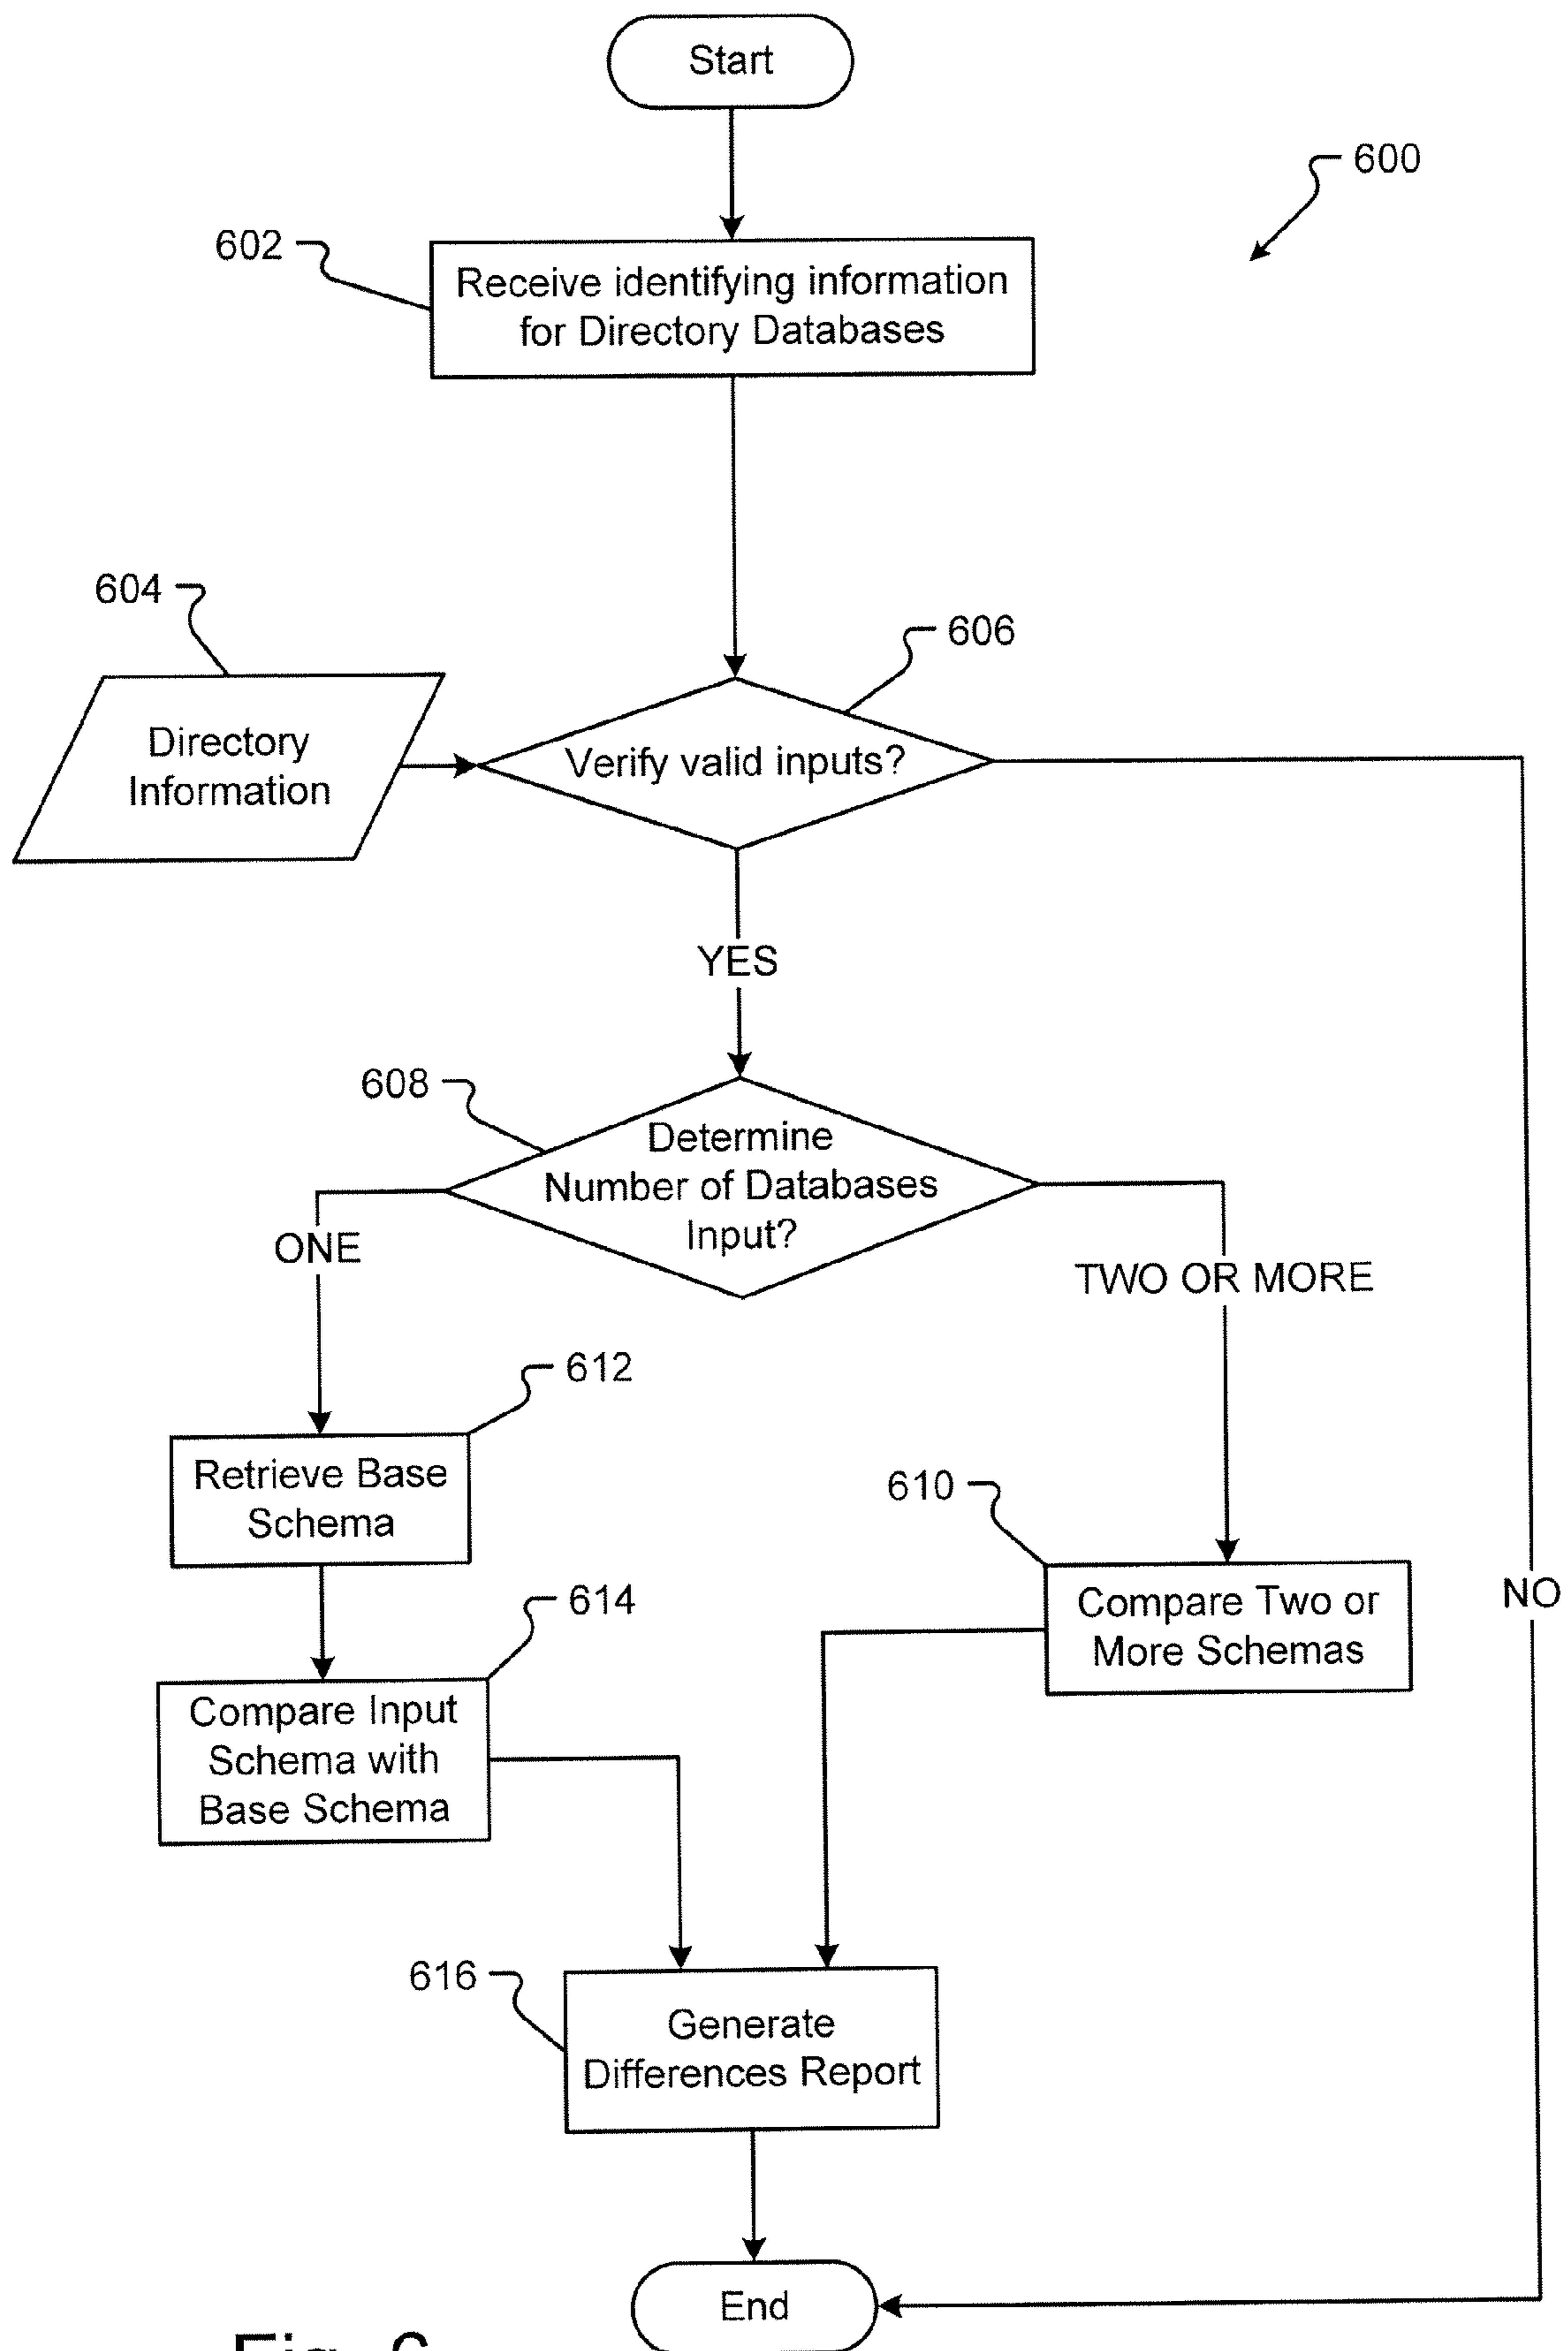 Start
600
602
Receive identifying information
for Directory Databases
604
606
Directory
Information
Verify valid inputs?
YES
608
Determine
Number of Databases
Input?
ONE
TWO OR MORE
612
Retrieve Base
Schema
610
Compare Two or
More Schemas
NO
614
Compare Input
Schema with
Base Schema
616
Generate
Differences Report
End
Fig. 6